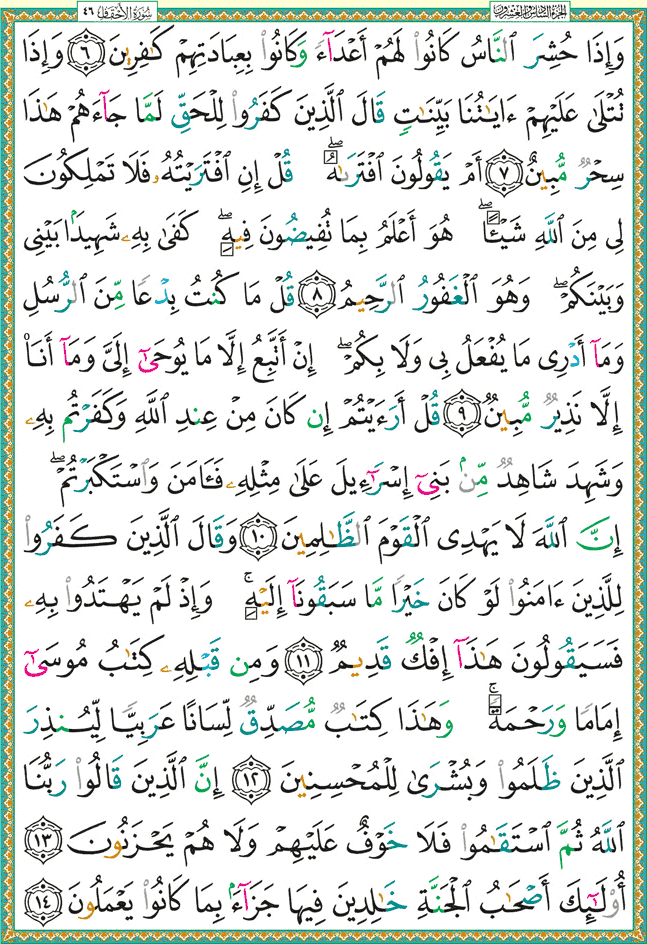 سُورَةُ الأَحْقَاف ٤٦ الجزء السادس والعشرون
وَإِذَا حُشِرَ ٱلنَّاسُ كَانُوا۟ لَهُمْ أَعْدَآءً وَكَانُوا۟ بِعِبَادَتِهِمْ كَـٰفِرِينَ ٦ وَإِذَا
تُتْلَىٰ عَلَيْهِمْ ءَايَـٰتُنَا بَيِّنَـٰتٍ قَالَ ٱلَّذِينَ كَفَرُوا۟ لِلْحَقِّ لَمَّا جَآءَهُمْ هَـٰذَا
سِحْرٌ مُّبِينٌ ٧ أَمْ يَقُولُونَ ٱفْتَرَىٰهُ ۖ قُلْ إِنِ ٱفْتَرَيْتُهُۥ فَلَا تَمْلِكُونَ
لِى مِنَ ٱللَّهِ شَيْـًٔا ۖ هُوَ أَعْلَمُ بِمَا تُفِيضُونَ فِيهِ ۖ كَفَىٰ بِهِۦ شَهِيدًۢا بَيْنِى
وَبَيْنَكُمْ ۖ وَهُوَ ٱلْغَفُورُ ٱلرَّحِيمُ ٨ قُلْ مَا كُنتُ بِدْعًا مِّنَ ٱلرُّسُلِ
وَمَآ أَدْرِى مَا يُفْعَلُ بِى وَلَا بِكُمْ ۖ إِنْ أَتَّبِعُ إِلَّا مَا يُوحَىٰٓ إِلَىَّ وَمَآ أَنَا۠
إِلَّا نَذِيرٌ مُّبِينٌ ٩ قُلْ أَرَءَيْتُمْ إِن كَانَ مِنْ عِندِ ٱللَّهِ وَكَفَرْتُم بِهِۦ
وَشَهِدَ شَاهِدٌ مِّنۢ بَنِىٓ إِسْرَٰٓءِيلَ عَلَىٰ مِثْلِهِۦ فَـَٔامَنَ وَٱسْتَكْبَرْتُمْ ۖ
إِنَّ ٱللَّهَ لَا يَهْدِى ٱلْقَوْمَ ٱلظَّـٰلِمِينَ ١٠ وَقَالَ ٱلَّذِينَ كَفَرُوا۟
لِلَّذِينَ ءَامَنُوا۟ لَوْ كَانَ خَيْرًا مَّا سَبَقُونَآ إِلَيْهِ ۚ وَإِذْ لَمْ يَهْتَدُوا۟ بِهِۦ
فَسَيَقُولُونَ هَـٰذَآ إِفْكٌ قَدِيمٌ ١١ وَمِن قَبْلِهِۦ كِتَـٰبُ مُوسَىٰٓ
إِمَامًا وَرَحْمَةً ۚ وَهَـٰذَا كِتَـٰبٌ مُّصَدِّقٌ لِّسَانًا عَرَبِيًّا لِّيُنذِرَ
ٱلَّذِينَ ظَلَمُوا۟ وَبُشْرَىٰ لِلْمُحْسِنِينَ ١٢ إِنَّ ٱلَّذِينَ قَالُوا۟ رَبُّنَا
ٱللَّهُ ثُمَّ ٱسْتَقَـٰمُوا۟ فَلَا خَوْفٌ عَلَيْهِمْ وَلَا هُمْ يَحْزَنُونَ ١٣
أُو۟لَـٰٓئِكَ أَصْحَـٰبُ ٱلْجَنَّةِ خَـٰلِدِينَ فِيهَا جَزَآءًۢ بِمَا كَانُوا۟ يَعْمَلُونَ ١٤